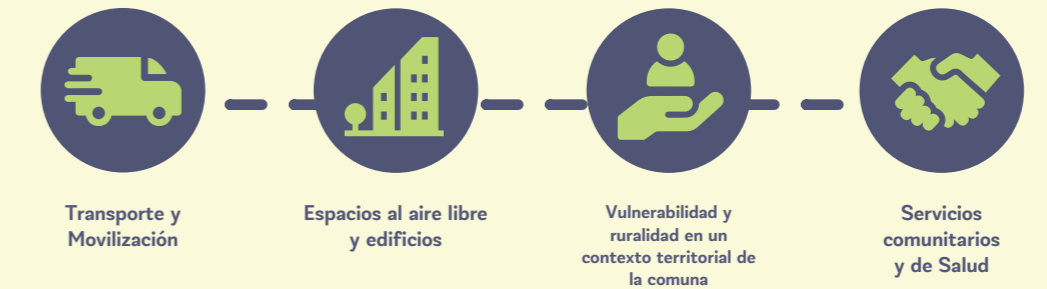 Transporte y
Movilización
Espacios al aire libre
y edificios
Vulnerabilidad y
ruralidad en un
contexto territorial de
la comuna
Servicios
comunitarios
y de Salud